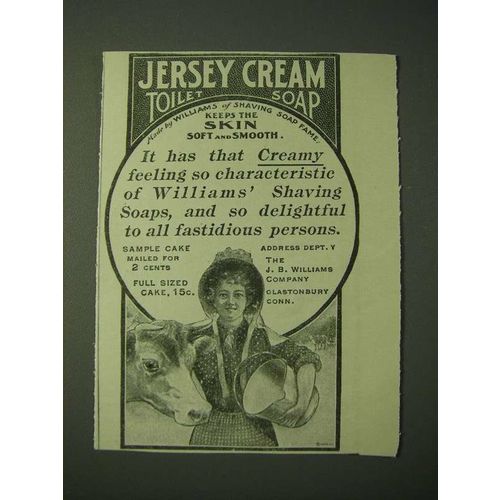 JERSEY CREAM
TOILET SOAP
Made by WILLIAMS of SHAVING SOAP FAME.
KEEPS THE
SKIN
SOFT AND SMOOTH.
It has that Creamy
feeling so characteristic
of Williams' Shaving
Soaps, and so delightful
to all fastidious persons.
SAMPLE CAKE
MAILED FOR
2 CENTS
FULL SIZED
CAKE, 15c.
ADDRESS DEPT. Y
THE
J. B. WILLIAMS
COMPANY
GLASTONBURY
CONN.